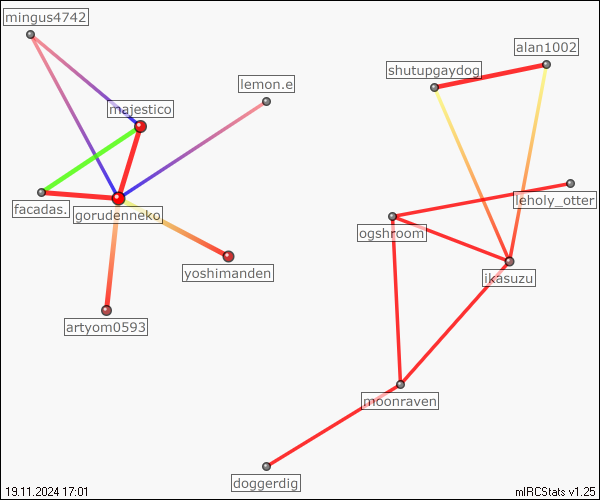 mingus4742
alan1002
shutupgaydog
lemon.e
majestico
leholy_otter
facadas.
gorudenneko
ogshroom
yoshimanden
ikasuzu
artyom0593
moonraven
doggerdig
19.11.2024 17:01
mIRCStats v1.25